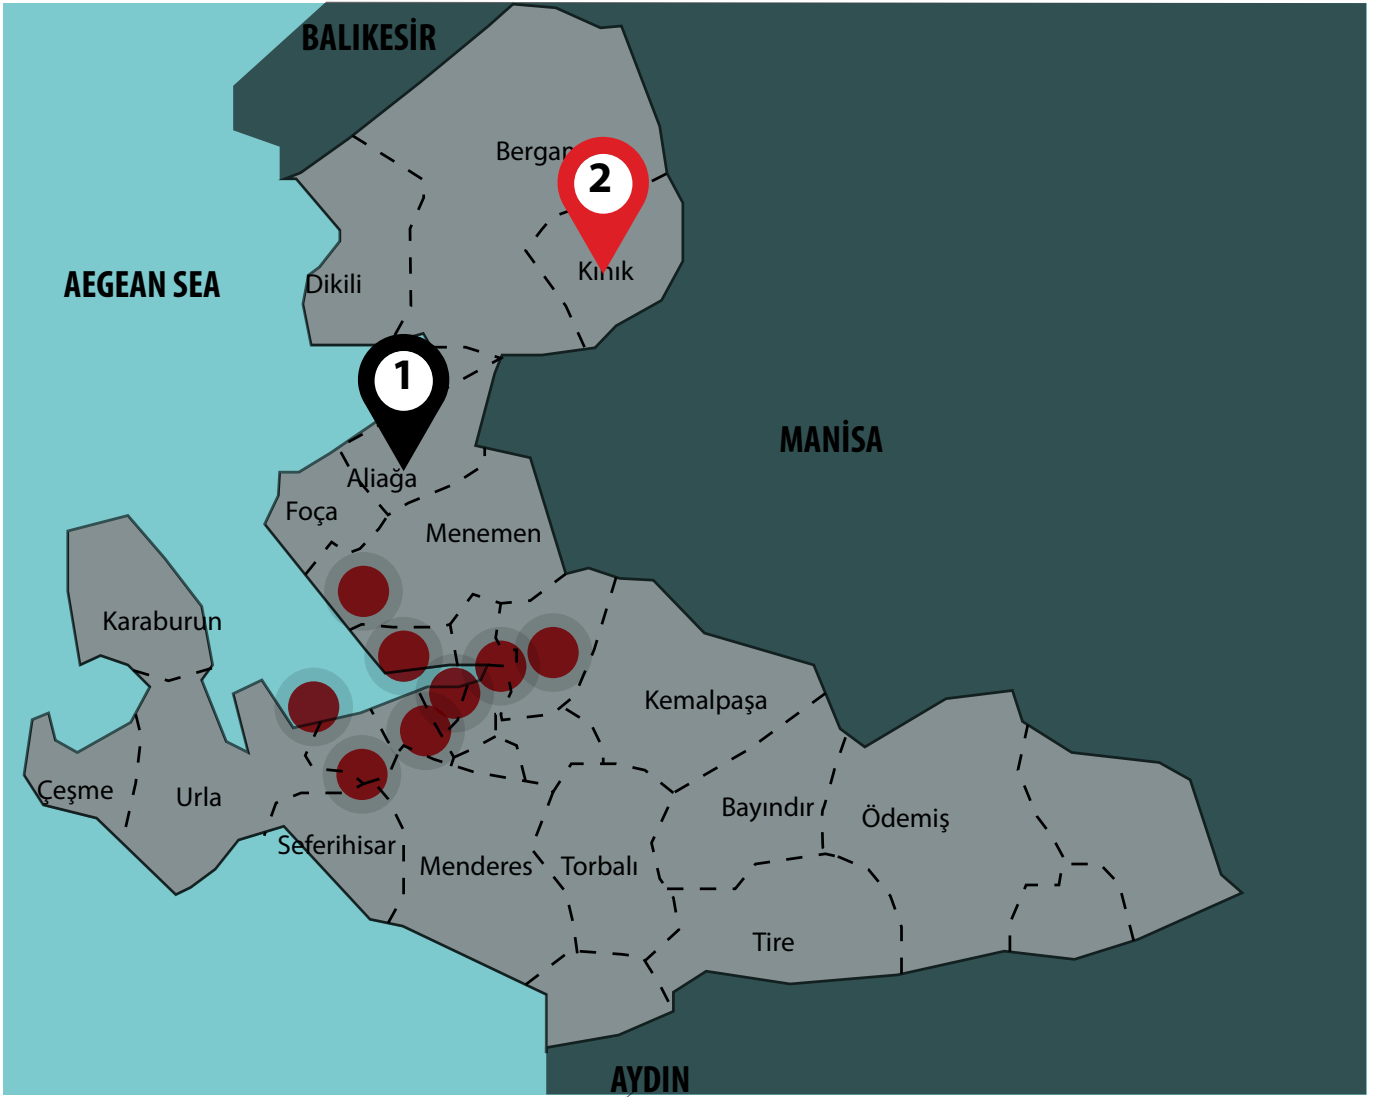 BALIKESİR
Bergan
2
AEGEAN SEA
Dikili
Kınık
1
MANİSA
Aliağa
Foça
Menemen
Karaburun
Kemalpaşa
Çeşme
Urla
Bayındır
Ödemiş
Seferihisar
Menderes
Torbalı
Tire
AYDIN